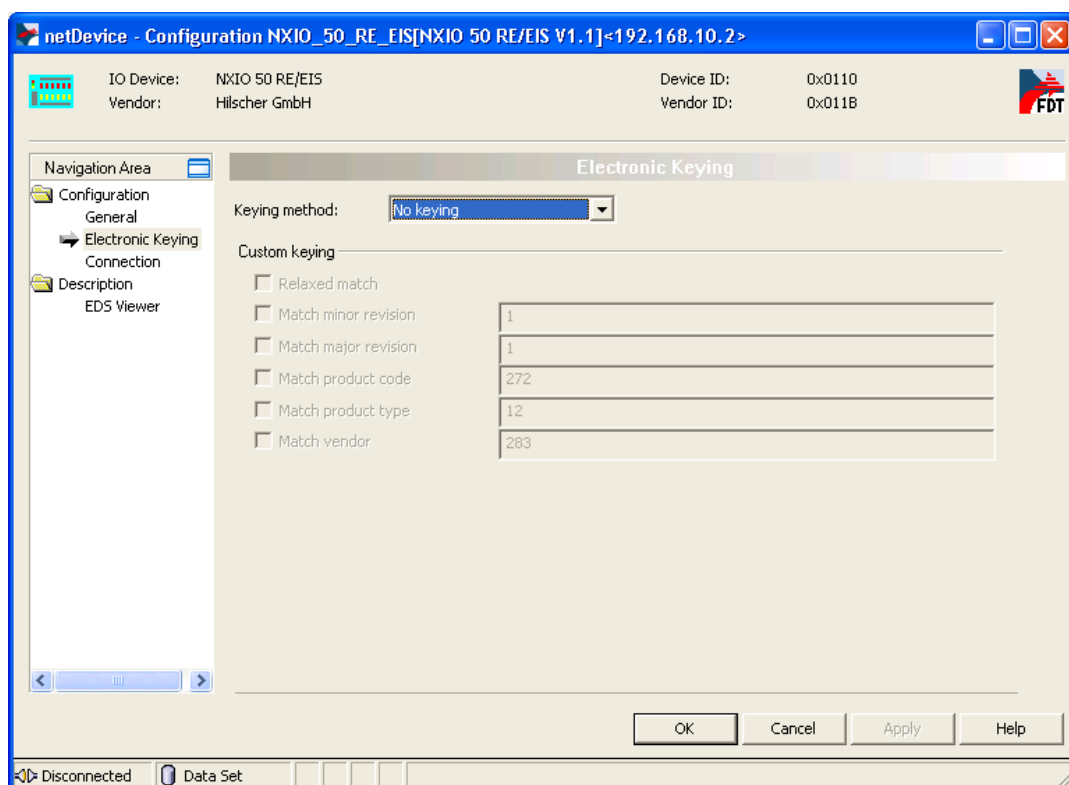 netDevice - Configuration NXIO_50_RE_EIS[NXIO 50 RE/EIS V1.1]<192.168.10.2>
IO Device: NXIO 50 RE/EIS Device ID: 0x0110
Vendor: Hilscher GmbH Vendor ID: 0x011B
FDT
Navigation Area
Configuration
General
Electronic Keying
Connection
Description
EDS Viewer
Electronic Keying
Keying method: No keying
Custom keying
Relaxed match
Match minor revision 1
Match major revision 1
Match product code 272
Match product type 12
Match vendor 283
OK Cancel Apply Help
Disconnected Data Set